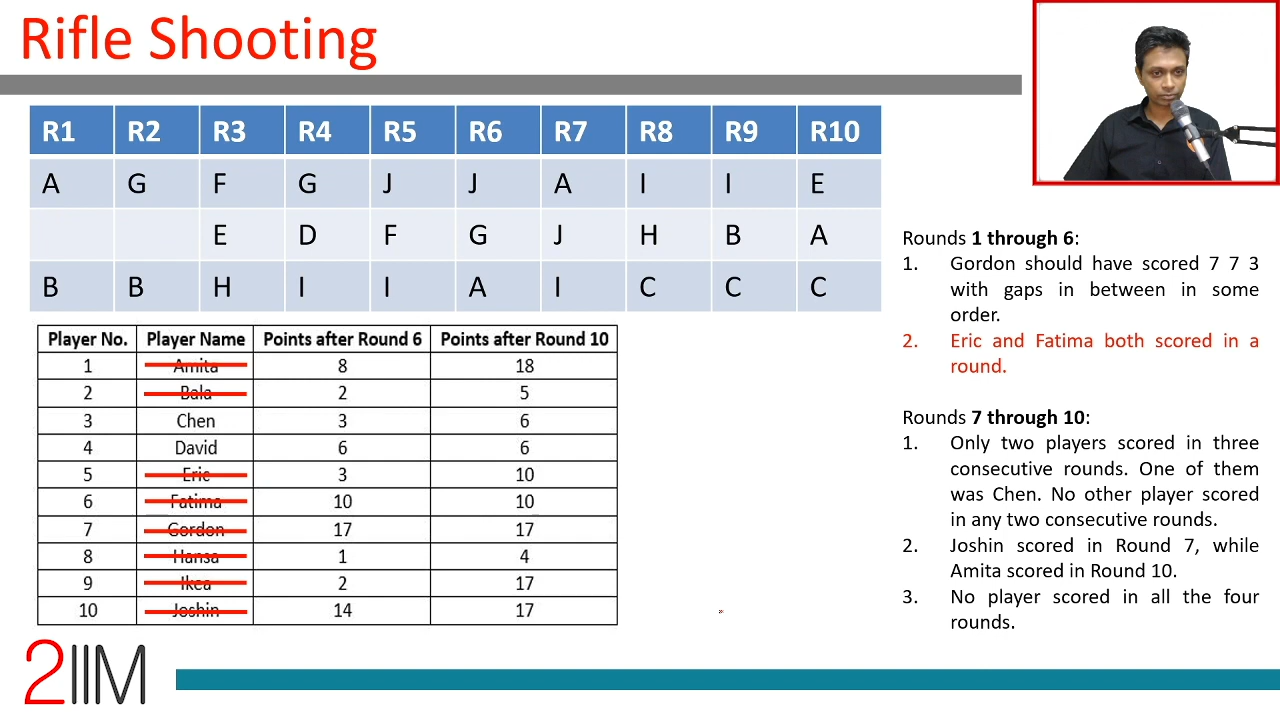 Rifle Shooting
R1 R2 R3 R4 R5 R6 R7 R8 R9 R10
A G F G J J A I I E
E D F G J H B A
B B H I I A I C C C
Player No. Player Name Points after Round 6 Points after Round 10
1 Amita 8 18
2 Bala 2 5
3 Chen 3 6
4 David 6 6
5 Eric 3 10
6 Fatima 10 10
7 Gordon 17 17
8 Hansa 1 4
9 Ikea 2 17
10 Joshin 14 17
Rounds 1 through 6:
1. Gordon should have scored 7 7 3
with gaps in between in some
order.
2. Eric and Fatima both scored in a
round.
Rounds 7 through 10:
1. Only two players scored in three
consecutive rounds. One of them
was Chen. No other player scored
in any two consecutive rounds.
2. Joshin scored in Round 7, while
Amita scored in Round 10.
3. No player scored in all the four
rounds.
2IIM